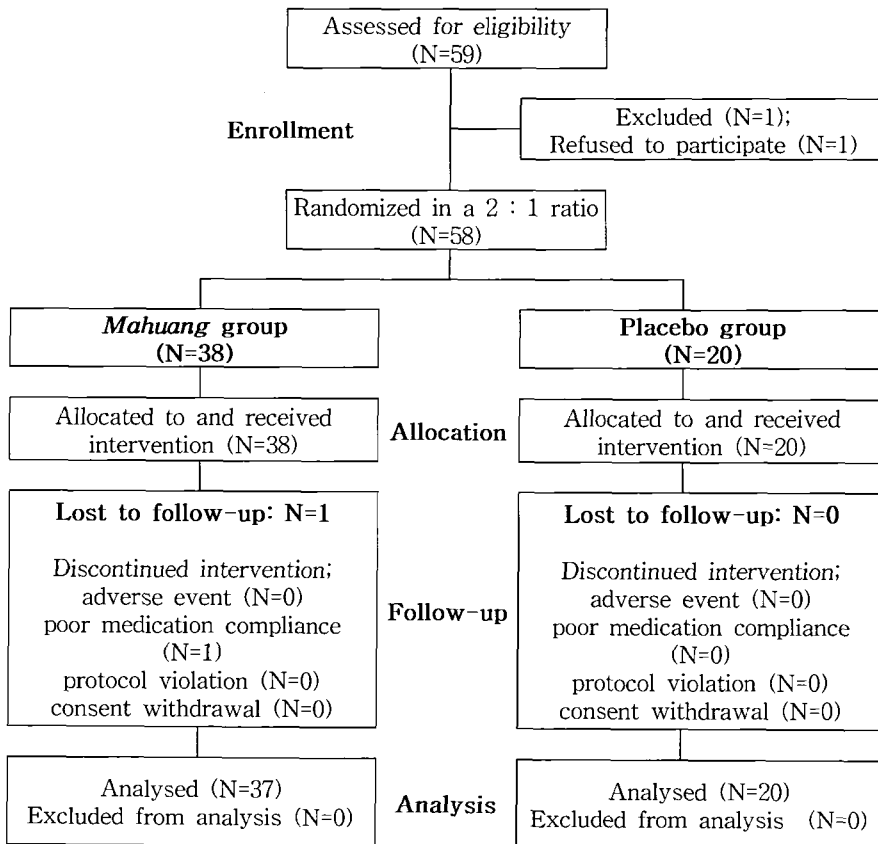 Assessed for eligibility
(N=59)
Enrollment
Excluded (N=1);
Refused to participate (N=1)
Randomized in a 2 : 1 ratio
(N=58)
Mahuang group
(N=38)
Placebo group
(N=20)
Allocated to and received
intervention (N=38)
Allocation
Allocated to and received
intervention (N=20)
Lost to follow-up: N=1
Discontinued intervention;
adverse event (N=0)
poor medication compliance
(N=1)
protocol violation (N=0)
consent withdrawal (N=0)
Follow-up
Lost to follow-up: N=0
Discontinued intervention;
adverse event (N=0)
poor medication compliance
(N=0)
protocol violation (N=0)
consent withdrawal (N=0)
Analysed (N=37)
Excluded from analysis (N=0)
Analysis
Analysed (N=20)
Excluded from analysis (N=0)